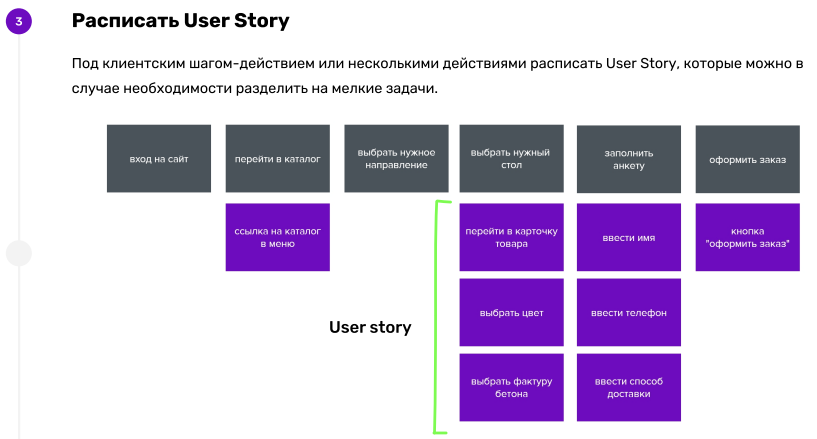 3
Расписать User Story
Под клиентским шагом-действием или несколькими действиями расписать User Story, которые можно в
случае необходимости разделить на мелкие задачи.
вход на сайт
перейти в каталог
выбрать нужное
направление
выбрать нужный
стол
заполнить
анкету
оформить заказ
ссылка на каталог
в меню
перейти в карточку
товара
ввести имя
кнопка
"оформить заказ"
User story
выбрать цвет
ввести телефон
выбрать фактуру
бетона
ввести способ
доставки